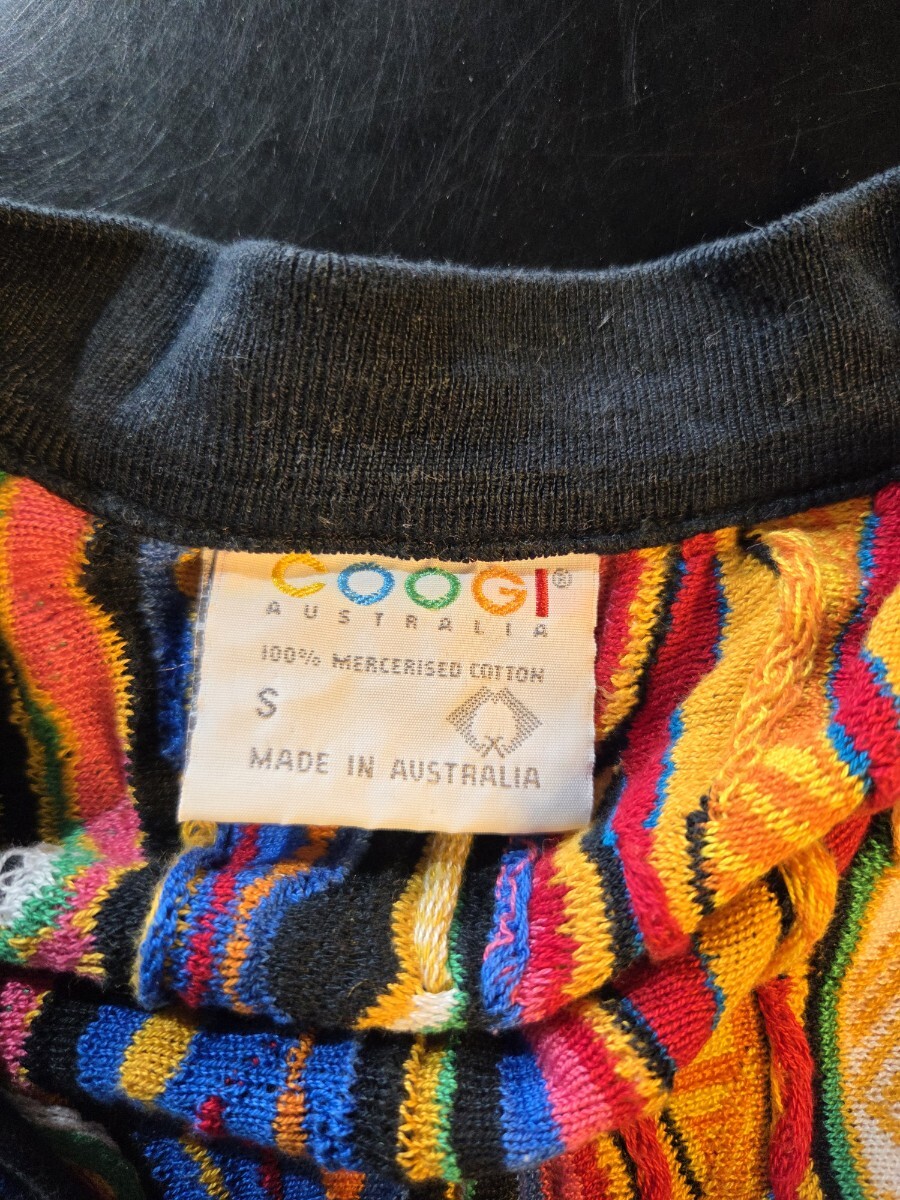 COOGI®
AUSTRALIA
100% MERCERISED COTTON
S
MADE IN AUSTRALIA